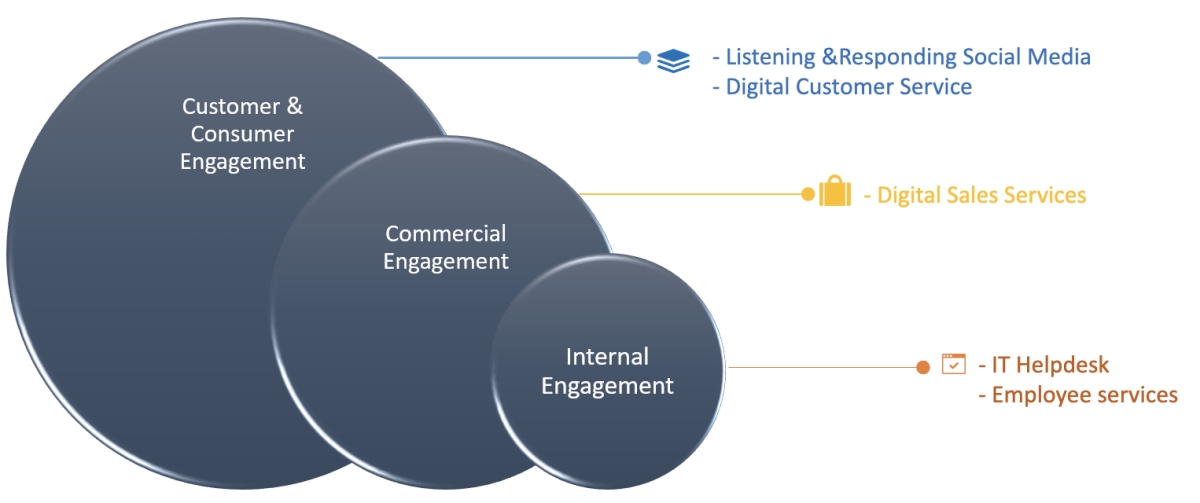 Customer &
Consumer
Engagement
- Listening &Responding Social Media
- Digital Customer Service
Commercial
Engagement
- Digital Sales Services
Internal
Engagement
- IT Helpdesk
- Employee services